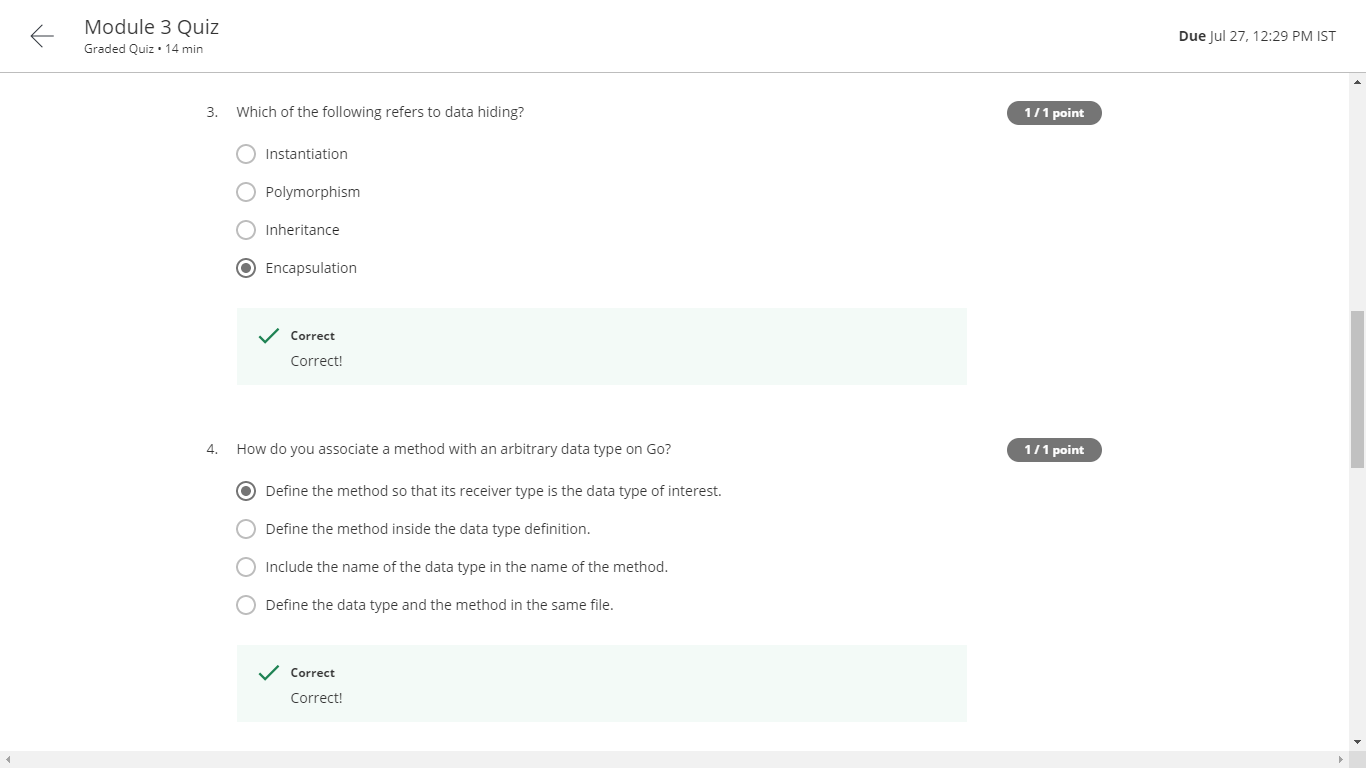 Module 3 Quiz
Graded Quiz • 14 min
Due Jul 27, 12:29 PM IST
3. Which of the following refers to data hiding?
1 / 1 point
Instantiation
Polymorphism
Inheritance
Encapsulation
Correct
Correct!
4. How do you associate a method with an arbitrary data type on Go?
1 / 1 point
Define the method so that its receiver type is the data type of interest.
Define the method inside the data type definition.
Include the name of the data type in the name of the method.
Define the data type and the method in the same file.
Correct
Correct!